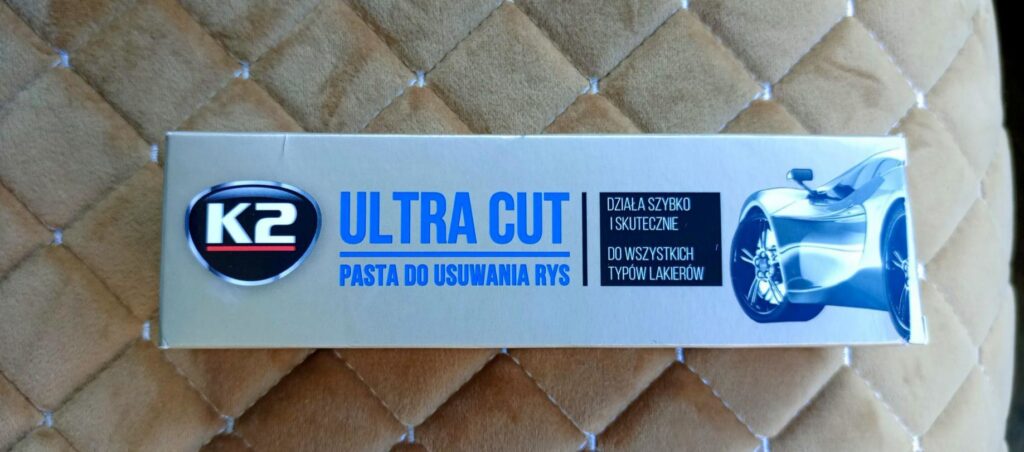 K2
ULTRA CUT
PASTA DO USUWANIA RYS
DZIAŁA SZYBKO
I SKUTECZNIE
DO WSZYSTKICH
TYPÓW LAKIERÓW